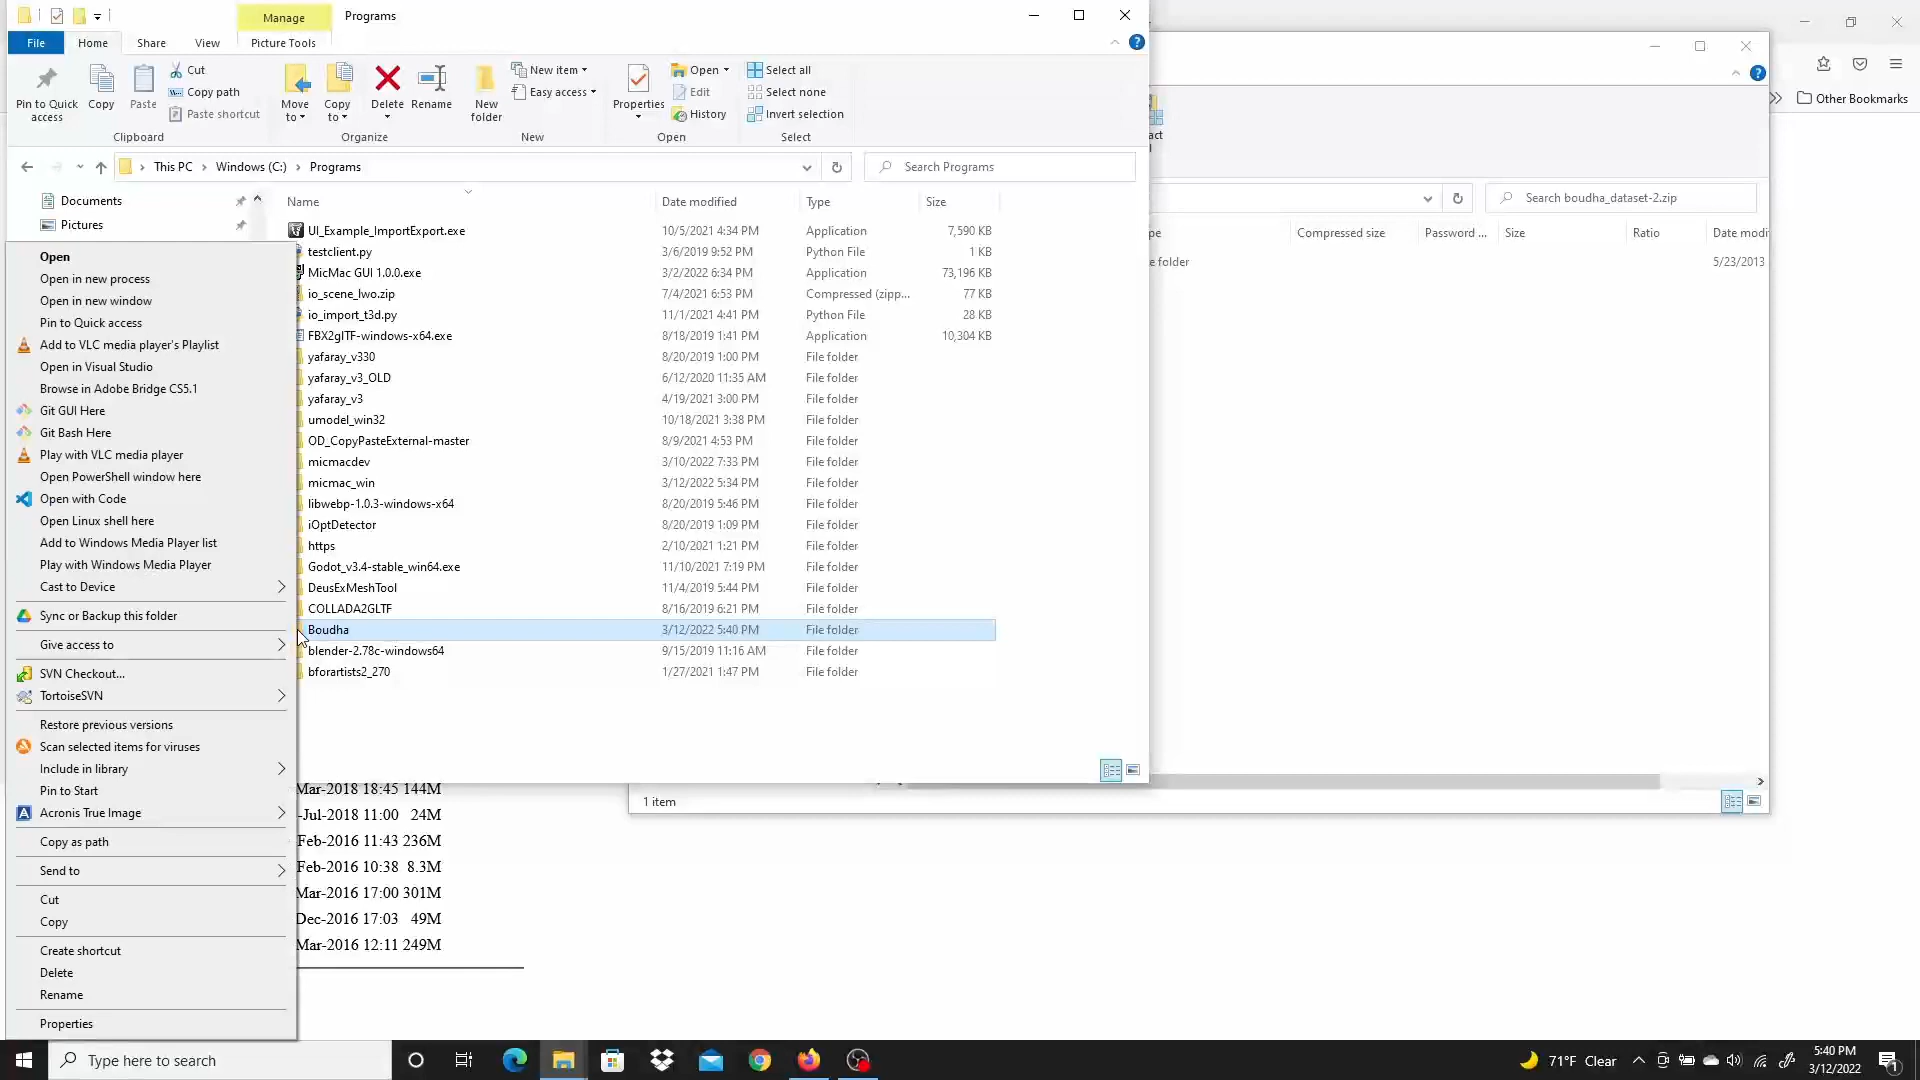 Manage
Programs
File
Home
Share
View
Picture Tools
Pin to Quick access
Copy
Paste
Cut
Copy path
Paste shortcut
Clipboard
Move to
Copy to
Delete
Rename
Organize
New folder
New item
Easy access
New
Properties
Open
Edit
History
Open
Select all
Select none
Invert selection
Select
Other Bookmarks
This PC
Windows (C:)
Programs
Search Programs
Search boudha_dataset-2.zip
Documents
Pictures
Name
Date modified
Type
Size
UI_Example_ImportExport.exe 10/5/2021 4:34 PM Application 7,590 KB
testclient.py 3/6/2019 9:52 PM Python File 1 KB
MicMac GUI 1.0.0.exe 3/2/2022 6:34 PM Application 73,196 KB
io_scene_lwo.zip 7/4/2021 6:53 PM Compressed (zipp... 77 KB
io_import_t3d.py 11/1/2021 4:41 PM Python File 28 KB
FBX2glTF-windows-x64.exe 8/18/2019 1:41 PM Application 10,304 KB
yafaray_v330 8/20/2019 1:00 PM File folder
yafaray_v3_OLD 6/12/2020 11:35 AM File folder
yafaray_v3 4/19/2021 3:00 PM File folder
umodel_win32 10/18/2021 3:38 PM File folder
OD_CopyPasteExternal-master 8/9/2021 4:53 PM File folder
micmacdev 3/10/2022 7:33 PM File folder
micmac_win 3/12/2022 5:34 PM File folder
libwebp-1.0.3-windows-x64 8/20/2019 5:46 PM File folder
iOptDetector 8/20/2019 1:09 PM File folder
https 2/10/2021 1:21 PM File folder
Godot_v3.4-stable_win64.exe 11/10/2021 7:19 PM File folder
DeusExMeshTool 11/4/2019 5:44 PM File folder
COLLADA2GLTF 8/16/2019 6:21 PM File folder
Boudha 3/12/2022 5:40 PM File folder
blender-2.78c-windows64 9/15/2019 11:16 AM File folder
bforartists2_270 1/27/2021 1:47 PM File folder
Compressed size
Password ...
Size
Ratio
Date modi
e folder
5/23/2013
1 item
Open
Open in new process
Open in new window
Pin to Quick access
Add to VLC media player's Playlist
Open in Visual Studio
Browse in Adobe Bridge CS5.1
Git GUI Here
Git Bash Here
Play with VLC media player
Open PowerShell window here
Open with Code
Open Linux shell here
Add to Windows Media Player list
Play with Windows Media Player
Cast to Device
Sync or Backup this folder
Give access to
SVN Checkout...
TortoiseSVN
Restore previous versions
Scan selected items for viruses
Include in library
Pin to Start
Acronis True Image
Copy as path
Send to
Cut
Copy
Create shortcut
Delete
Rename
Properties
Mar-2018 18:45 144M
-Jul-2018 11:00 24M
Feb-2016 11:43 236M
Feb-2016 10:38 8.3M
Mar-2016 17:00 301M
Dec-2016 17:03 49M
Mar-2016 12:11 249M
Type here to search
71°F Clear
5:40 PM
3/12/2022
1